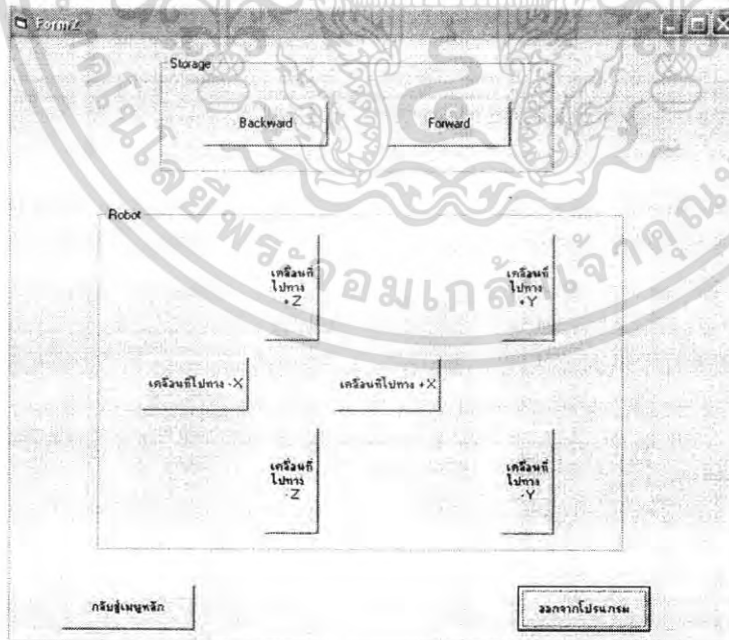 Form2
Storage
Backward
Forward
Robot
เคลื่อนที่
ไปทาง
+Z
เคลื่อนที่
ไปทาง
+Y
เคลื่อนที่ไปทาง -X
เคลื่อนที่ไปทาง +X
เคลื่อนที่
ไปทาง
-Z
เคลื่อนที่
ไปทาง
-Y
กลับสู่เมนูหลัก
ออกจากโปรแกรม